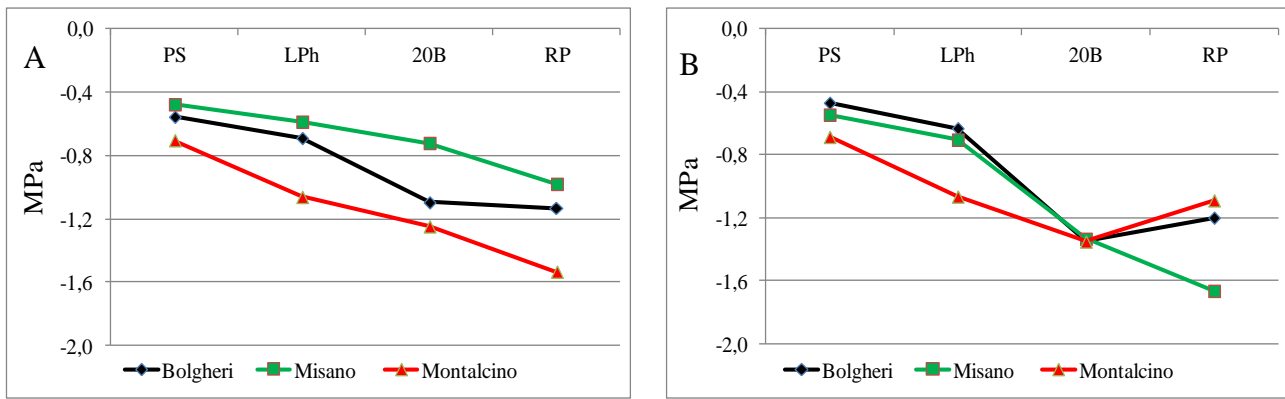 A
MPa
0,0
-0,4
-0,8
-1,2
-1,6
-2,0
PS LPh 20B RP
Bolgheri Misano Montalcino
B
MPa
0,0
-0,4
-0,8
-1,2
-1,6
-2,0
PS LPh 20B RP
Bolgheri Misano Montalcino